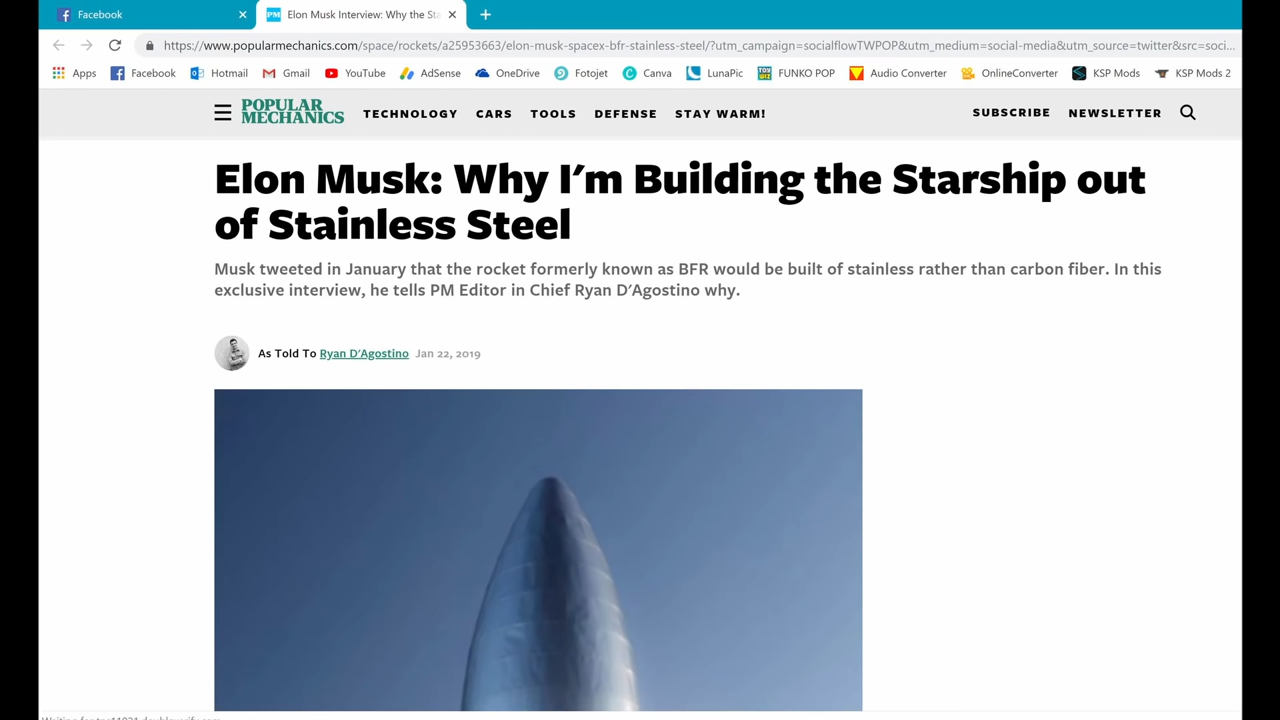 Facebook
PM Elon Musk Interview: Why the Sta
https://www.popularmechanics.com/space/rockets/a25953663/elon-musk-spacex-bfr-stainless-steel/?utm_campaign=socialflowTWPOP&utm_medium=social-media&utm_source=twitter&src=soci...
Apps Facebook Hotmail Gmail YouTube AdSense OneDrive Fotojet Canva LunaPic FUNKO POP Audio Converter OnlineConverter KSP Mods KSP Mods 2
POPULAR
MECHANICS
TECHNOLOGY CARS TOOLS DEFENSE STAY WARM! SUBSCRIBE NEWSLETTER
Elon Musk: Why I'm Building the Starship out
of Stainless Steel
Musk tweeted in January that the rocket formerly known as BFR would be built of stainless rather than carbon fiber. In this
exclusive interview, he tells PM Editor in Chief Ryan D'Agostino why.
As Told To Ryan D'Agostino Jan 22, 2019